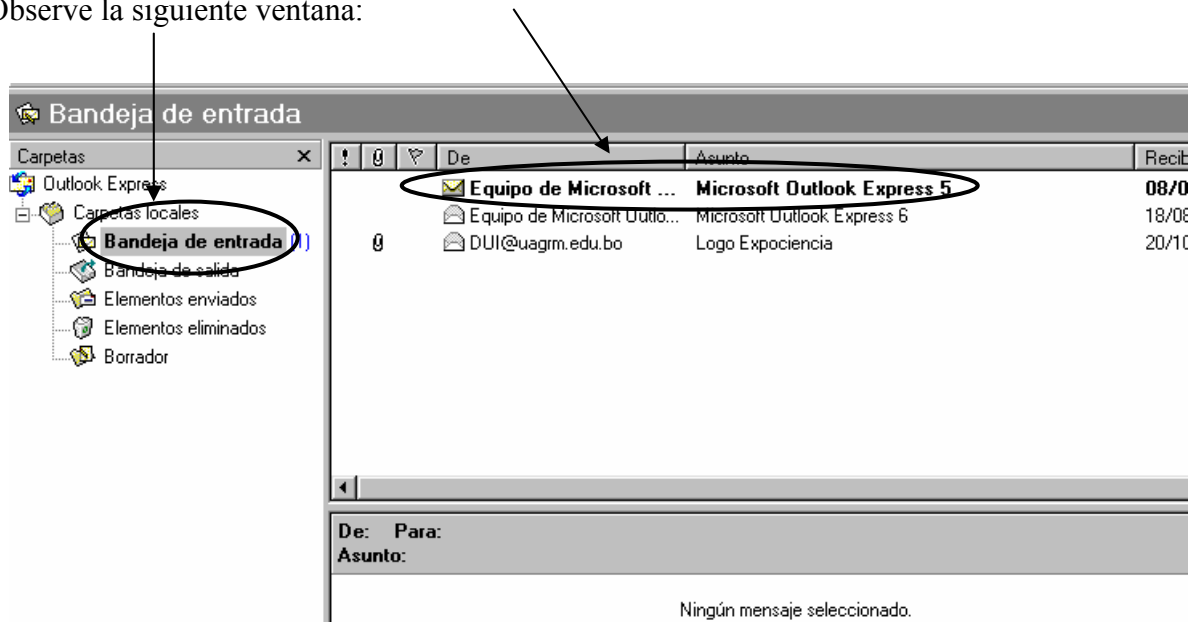 Observe la siguiente ventana:
Bandeja de entrada
Carpetas
Outlook Express
Carpetas locales
Bandeja de entrada (1)
Bandeja de salida
Elementos enviados
Elementos eliminados
Borrador
! De Asunto Recib
Equipo de Microsoft ... Microsoft Outlook Express 5 08/0
Equipo de Microsoft Outlo... Microsoft Outlook Express 6 18/08
DUI@uagrm.edu.bo Logo Expociencia 20/10
De: Para:
Asunto:
Ningún mensaje seleccionado.